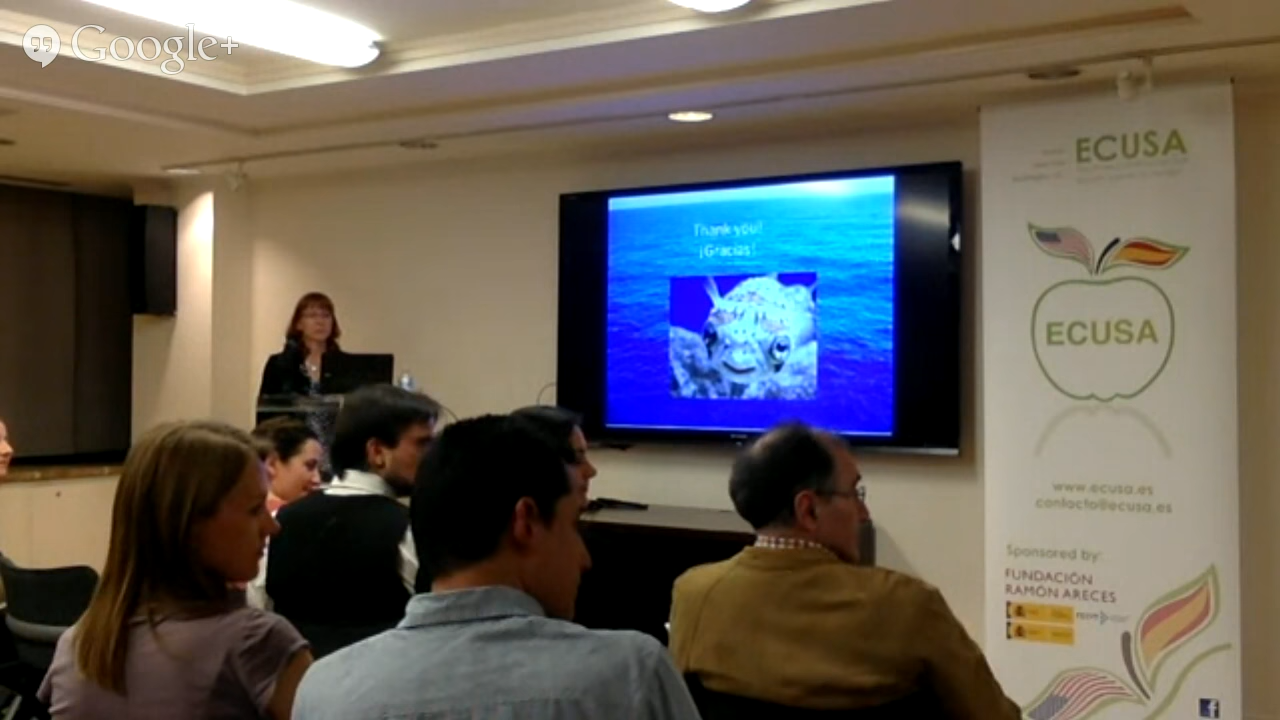 Google+
Thank you!
¡Gracias!
ECUSA
ECUSA
www.ecusa.es
contacto@ecusa.es
Sponsored by:
FUNDACIÓN
RAMÓN ARECES